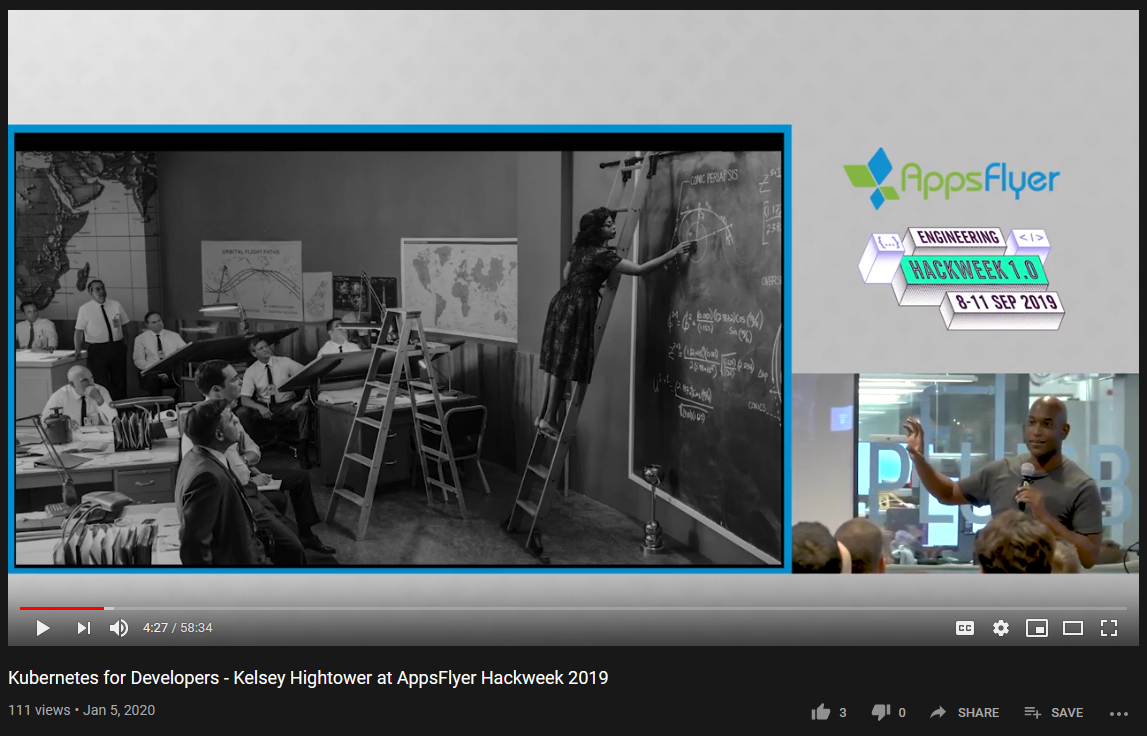 AppsFlyer
{...}
ENGINEERING
</>
HACKWEEK 1.0
8-11 SEP 2019
ORBITAL FLIGHT PATHS
CONIC PERIAPSIS
CONICS
4:27 / 58:34
CC
Kubernetes for Developers - Kelsey Hightower at AppsFlyer Hackweek 2019
111 views • Jan 5, 2020
3
0
SHARE
SAVE